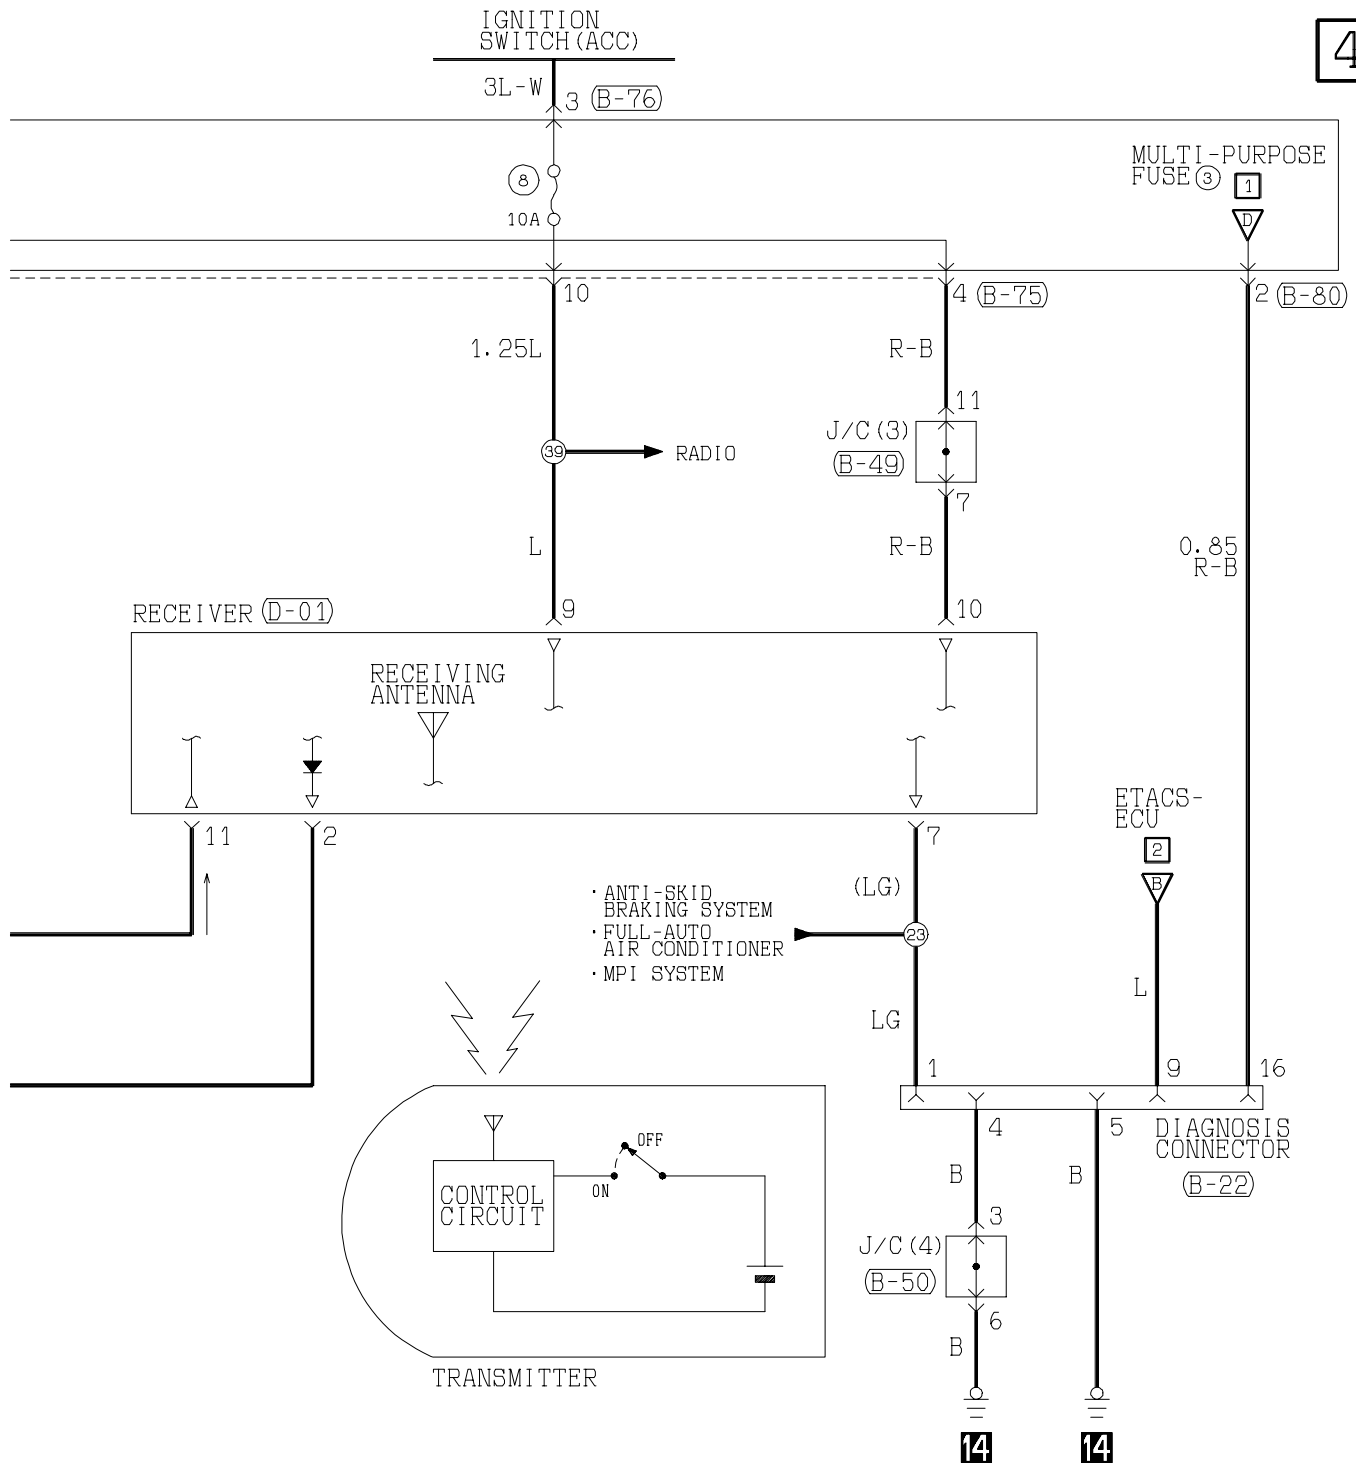 IGNITION
SWITCH(ACC)
4
3L-W
3 (B-76)
MULTI-PURPOSE
FUSE 3
1
D
8
10A
10
4 (B-75)
2 (B-80)
1.25L
R-B
11
J/C(3)
(B-49)
39
RADIO
7
L
R-B
0.85
R-B
RECEIVER (D-01)
9
10
RECEIVING
ANTENNA
ETACS-
ECU
2
B
11
2
7
(LG)
· ANTI-SKID
BRAKING SYSTEM
· FULL-AUTO
AIR CONDITIONER
· MPI SYSTEM
23
L
LG
1
9
16
4
5
DIAGNOSIS
CONNECTOR
(B-22)
OFF
ON
CONTROL
CIRCUIT
B
B
3
J/C(4)
(B-50)
6
B
TRANSMITTER
14
14